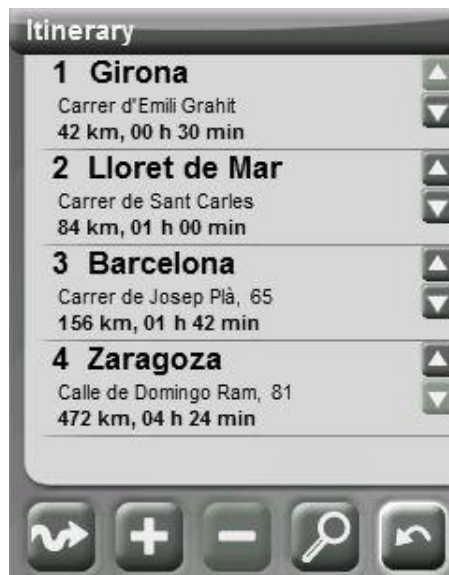 Itinerary
1 Girona
Carrer d'Emili Grahit
42 km, 00 h 30 min
2 Lloret de Mar
Carrer de Sant Carles
84 km, 01 h 00 min
3 Barcelona
Carrer de Josep Plà, 65
156 km, 01 h 42 min
4 Zaragoza
Calle de Domingo Ram, 81
472 km, 04 h 24 min